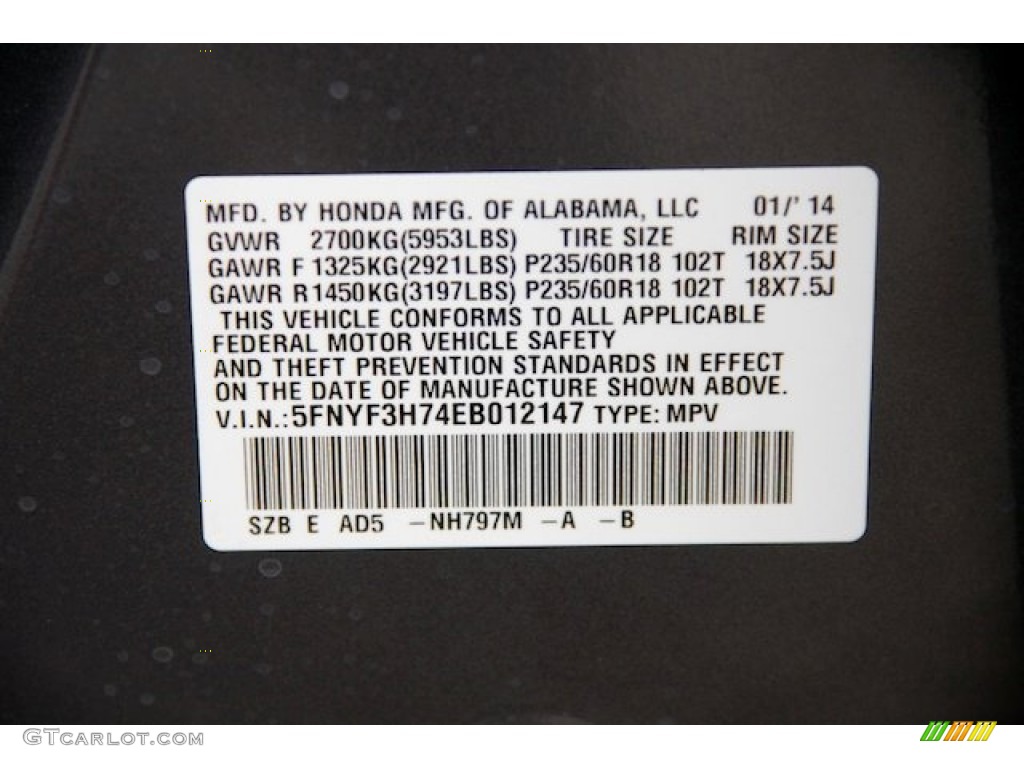 MFD. BY HONDA MFG. OF ALABAMA, LLC 01/' 14
GVWR 2700KG(5953LBS) TIRE SIZE RIM SIZE
GAWR F 1325KG(2921LBS) P235/60R18 102T 18X7.5J
GAWR R1450KG(3197LBS) P235/60R18 102T 18X7.5J
THIS VEHICLE CONFORMS TO ALL APPLICABLE
FEDERAL MOTOR VEHICLE SAFETY
AND THEFT PREVENTION STANDARDS IN EFFECT
ON THE DATE OF MANUFACTURE SHOWN ABOVE.
V.I.N.:5FNYF3H74EB012147 TYPE: MPV
SZB E AD5 -NH797M -A -B
GTCARLOT.COM